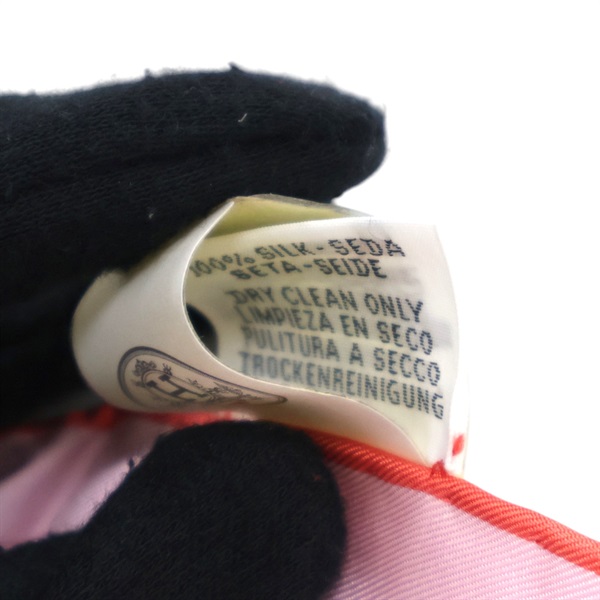 100% SILK-SEDA
SETA-SEIDE
DRY CLEAN ONLY
LIMPIEZA EN SECO
PULITURA A SECCO
TROCKENREINIGUNG